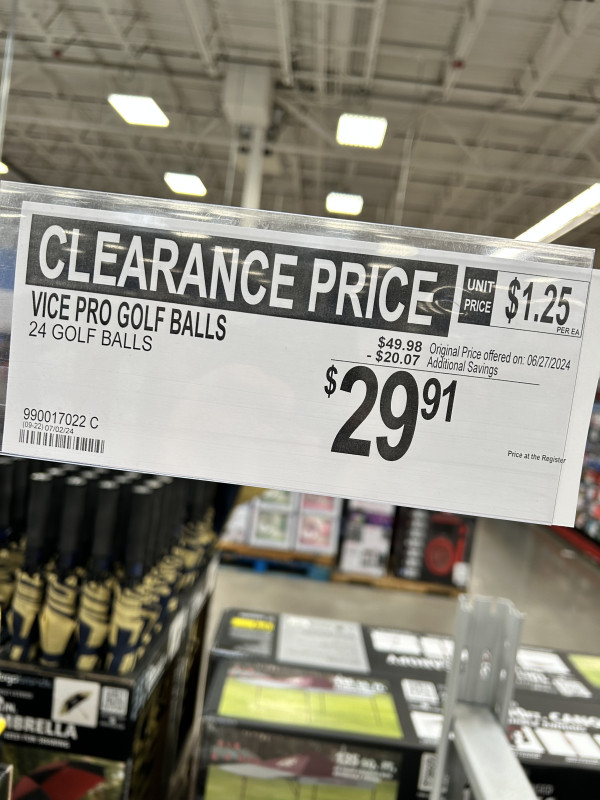 CLEARANCE PRICE
UNIT PRICE
$1.25
PER EA
VICE PRO GOLF BALLS
24 GOLF BALLS
$49.98 Original Price offered on: 06/27/2024
- $20.07 Additional Savings
$29.91
990017022 C
(09-22) 07/02/24
Price at the Register
BRELLA